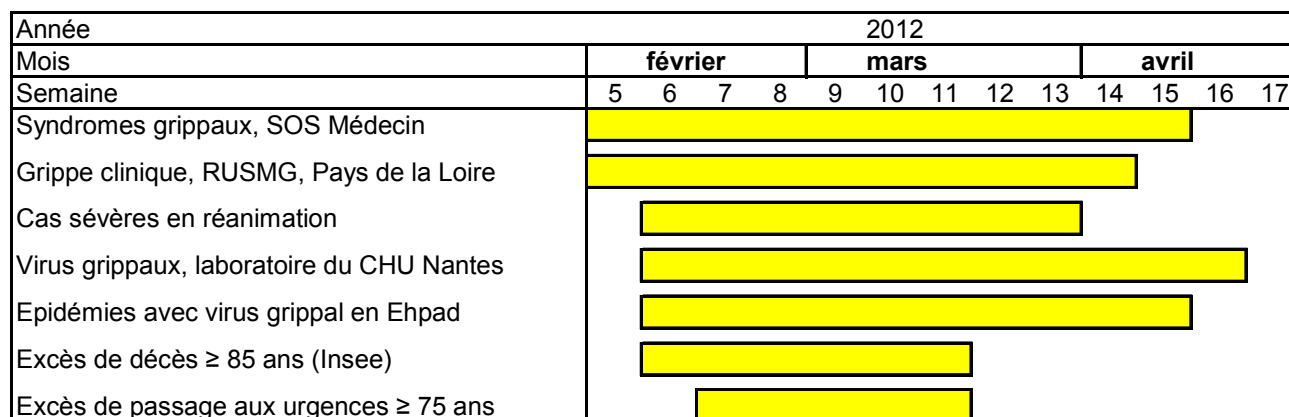 Année 2012
Mois février mars avril
Semaine 5 6 7 8 9 10 11 12 13 14 15 16 17
Syndromes grippaux, SOS Médecin
Grippe clinique, RUSMG, Pays de la Loire
Cas sévères en réanimation
Virus grippaux, laboratoire du CHU Nantes
Epidémies avec virus grippal en Ehpad
Excès de décès ≥ 85 ans (Insee)
Excès de passage aux urgences ≥ 75 ans